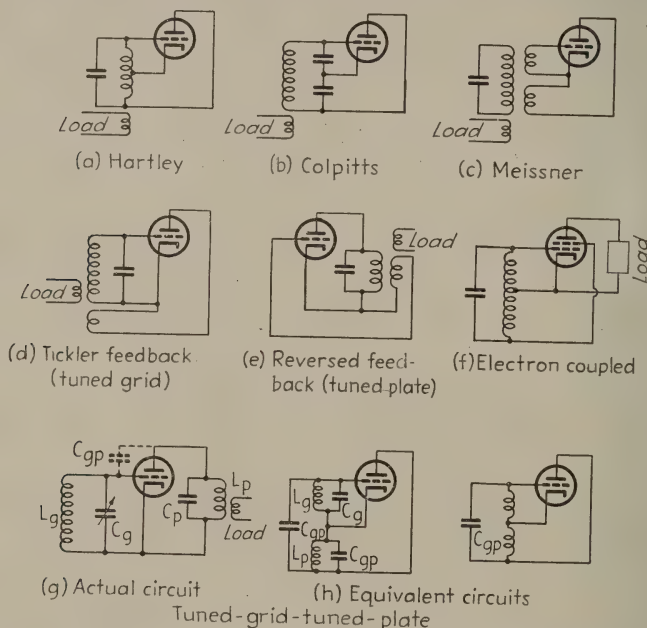 Load
(a) Hartley
Load
(b) Colpitts
Load
(c) Meissner
Load
(d) Tickler feedback
(tuned grid)
Load
(e) Reversed feed-
back (tuned plate)
Load
(f) Electron coupled
Cgp
Lg
Cg
Cp
Lp
Load
(g) Actual circuit
Lg
Cg
Cgp
Lp
Cgp
Cgp
(h) Equivalent circuits
Tuned-grid-tuned-plate